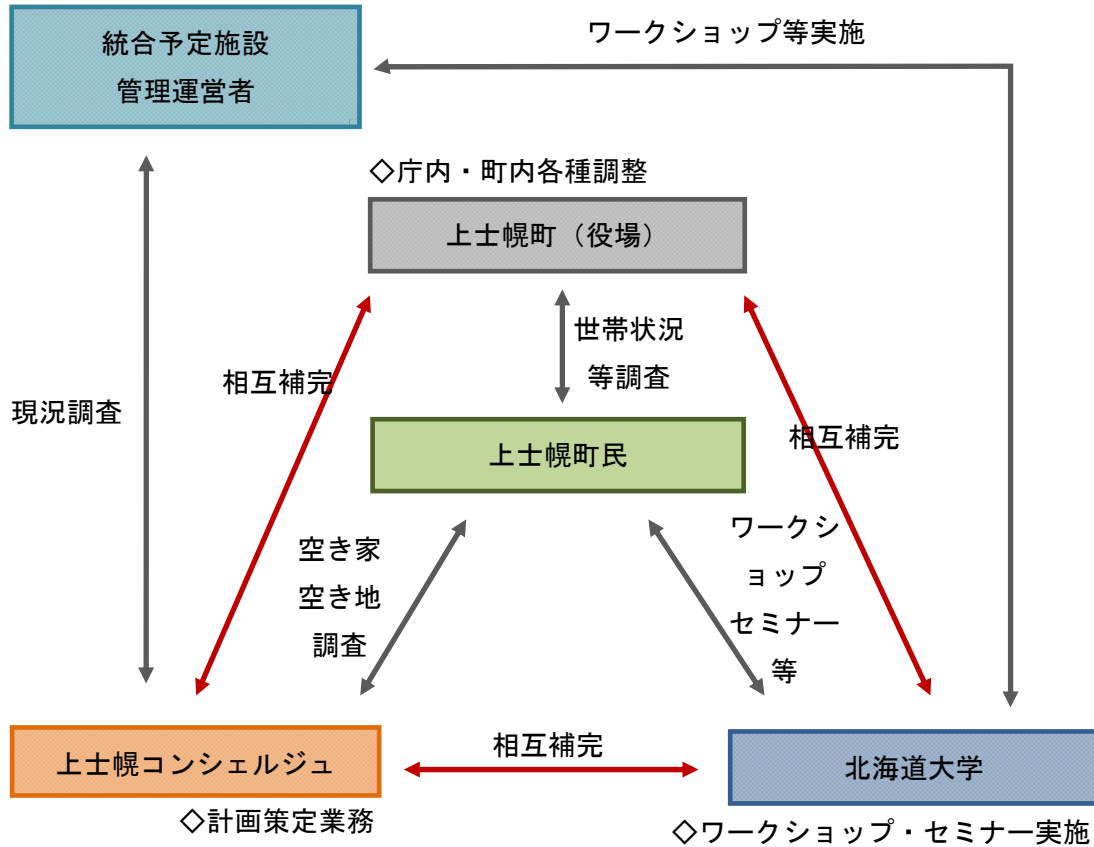 統合予定施設
管理運営者
ワークショップ等実施
◇庁内・町内各種調整
上士幌町（役場）
世帯状況
等調査
相互補完
現況調査
相互補完
上士幌町民
空き家
空き地
調査
ワークシ
ョップ
セミナー
等
上士幌コンシェルジュ
相互補完
北海道大学
◇計画策定業務
◇ワークショップ・セミナー実施